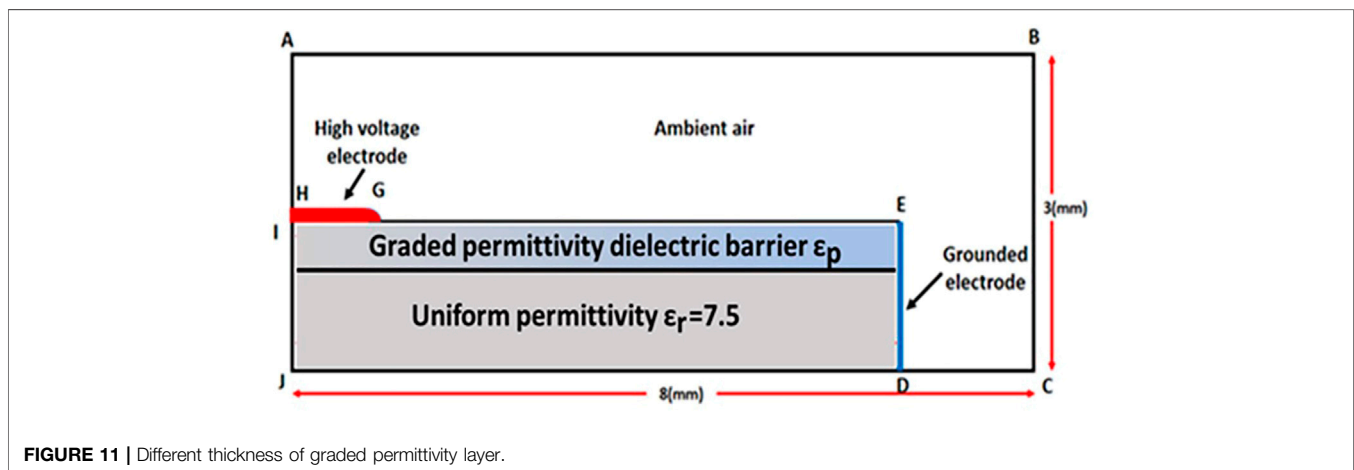 A
B
High voltage
electrode
Ambient air
H
G
E
3(mm)
I
Graded permittivity dielectric barrier εp
Grounded
electrode
Uniform permittivity εr=7.5
J
8(mm)
D
C
FIGURE 11 | Different thickness of graded permittivity layer.